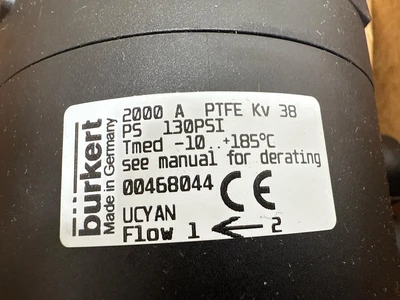 burkert
Made in Germany
2000 A PTFE Kv 38
PS 130PSI
Tmed -10..+185°C
see manual for derating
00468044 CE
UCYAN
Flow 1 ← 2